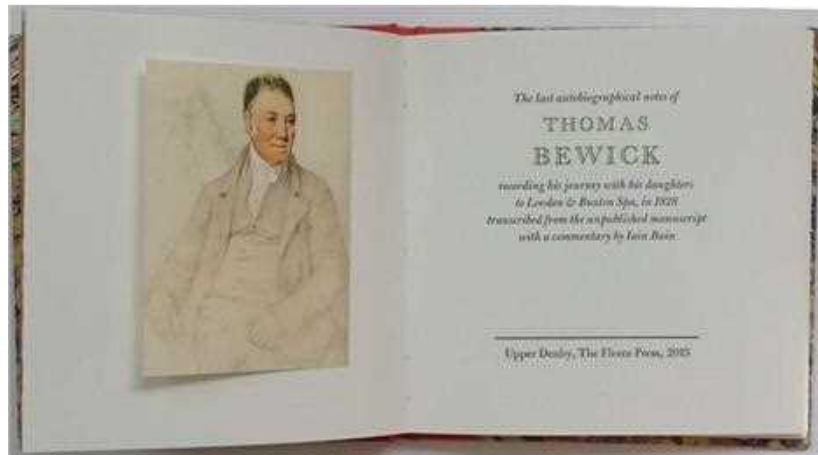 The last autobiographical notes of
THOMAS
BEWICK
recording his journey with his daughters
to London & Buxton Spa, in 1828
transcribed from the unpublished manuscript
with a commentary by Iain Bain
Upper Denby, The Fleece Press, 2015